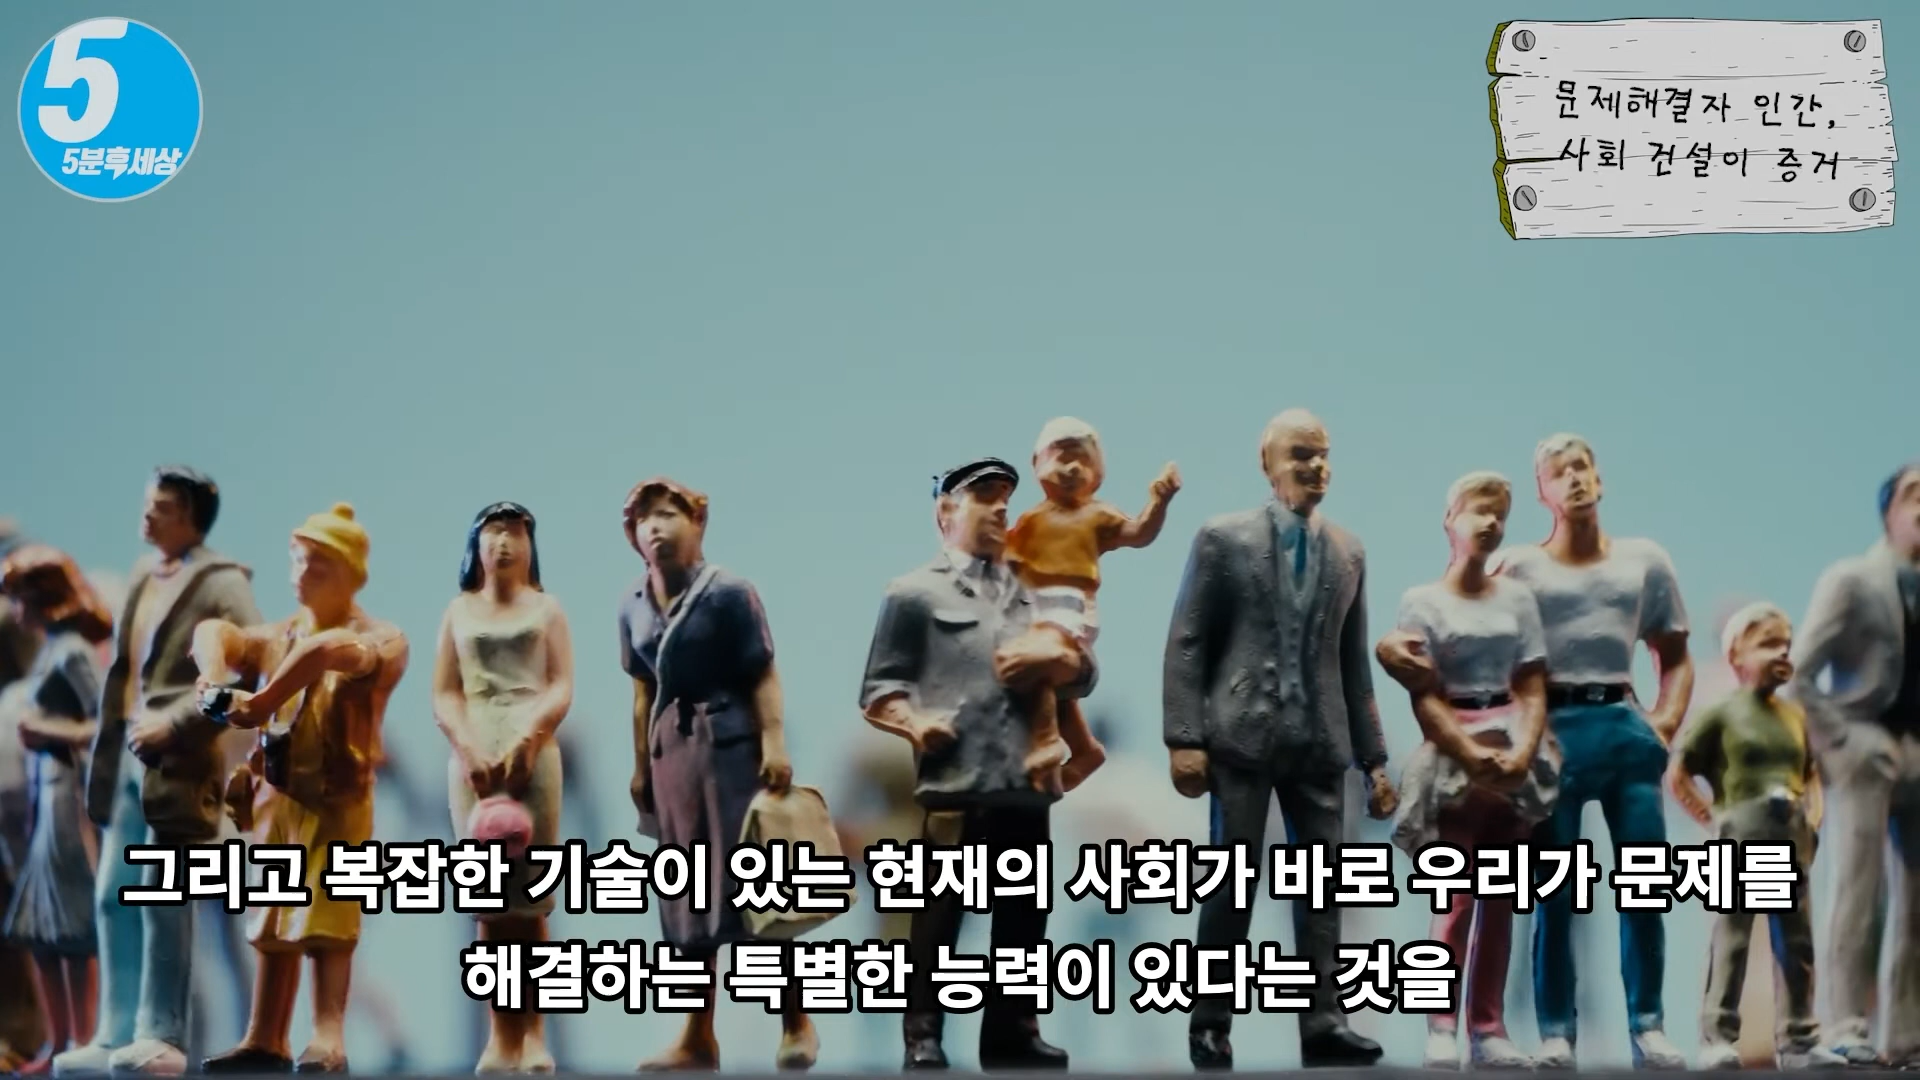 5
5분후세상
문제해결자 인간,
사회 건설이 증거
그리고 복잡한 기술이 있는 현재의 사회가 바로 우리가 문제를
해결하는 특별한 능력이 있다는 것을